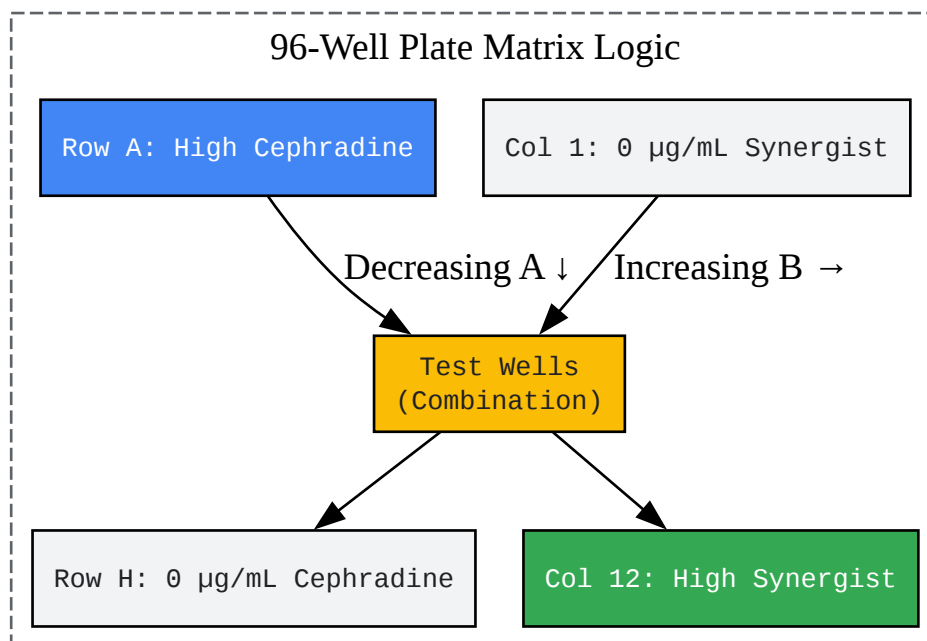 96-Well Plate Matrix Logic
Row A: High Cephradine
Col 1: 0 µg/mL Synergist
Decreasing A ↓
Increasing B →
Test Wells
(Combination)
Row H: 0 µg/mL Cephradine
Col 12: High Synergist